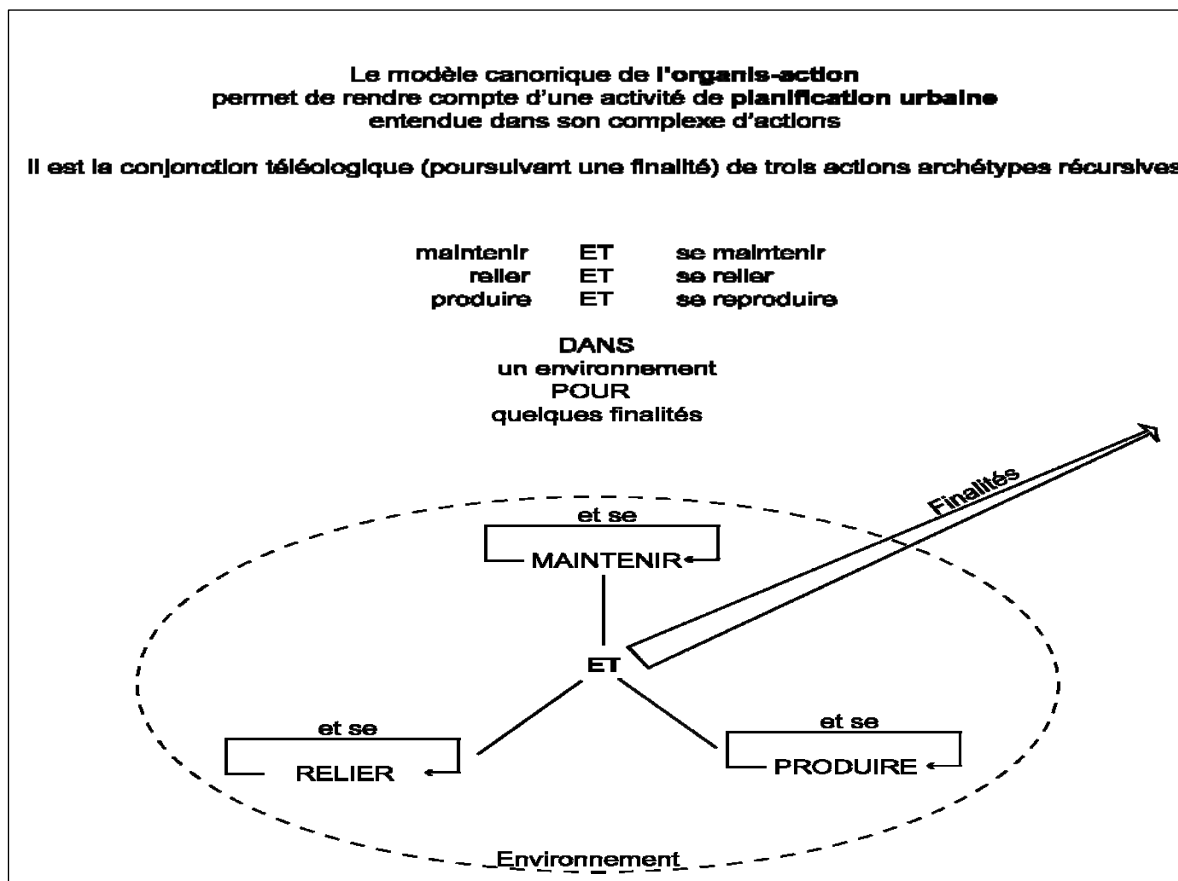 Le modèle canonique de l'organis-action
permet de rendre compte d'une activité de planification urbaine
entendue dans son complexe d'actions
Il est la conjonction téléologique (poursuivant une finalité) de trois actions archétypes récursives
maintenir ET se maintenir
relier ET se relier
produire ET se reproduire
DANS
un environnement
POUR
quelques finalités
Finalités
et se
MAINTENIR
ET
et se
RELIER
et se
PRODUIRE
Environnement